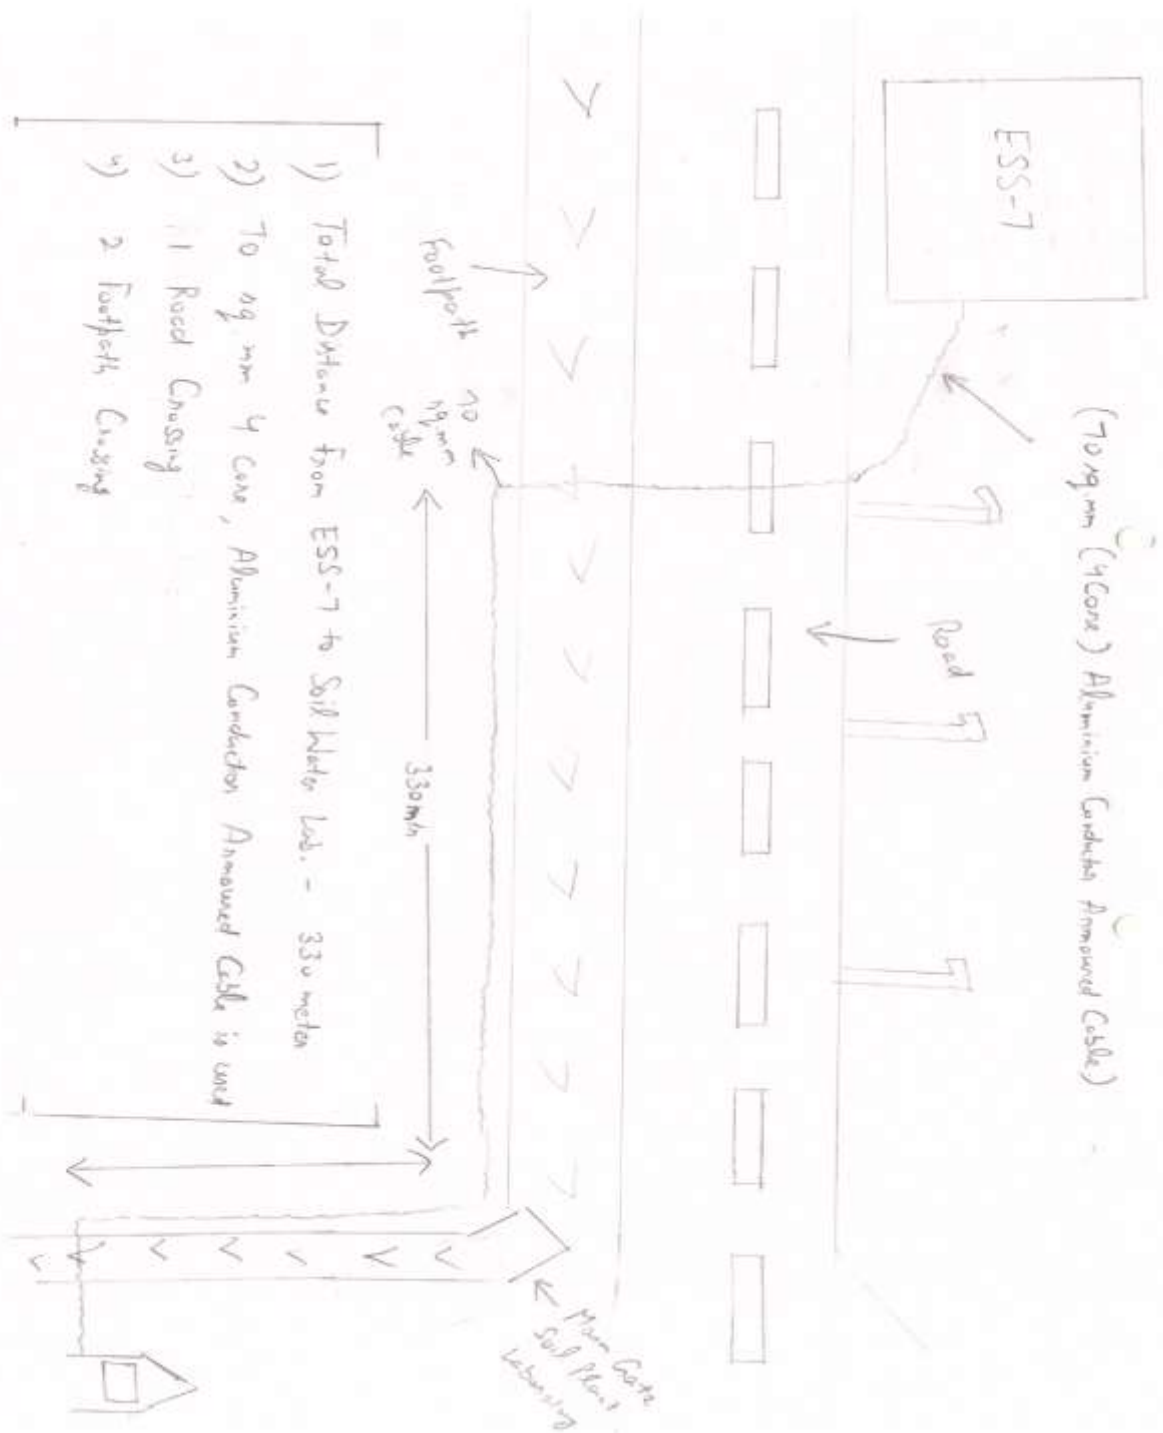 ESS-7
(70 sq.mm (4 Core) Aluminium Conductor Armoured Cable)
Road
Footpath
70
sq.mm
Cable
330 mtr
Main Gate
Soil Plant
1) Total Distance from ESS-7 to Soil Water Lab. - 330 meter
2) 70 sq mm 4 Core, Aluminium Conductor Armoured Cable is used
3) 1 Road Crossing
4) 2 Footpath Crossing